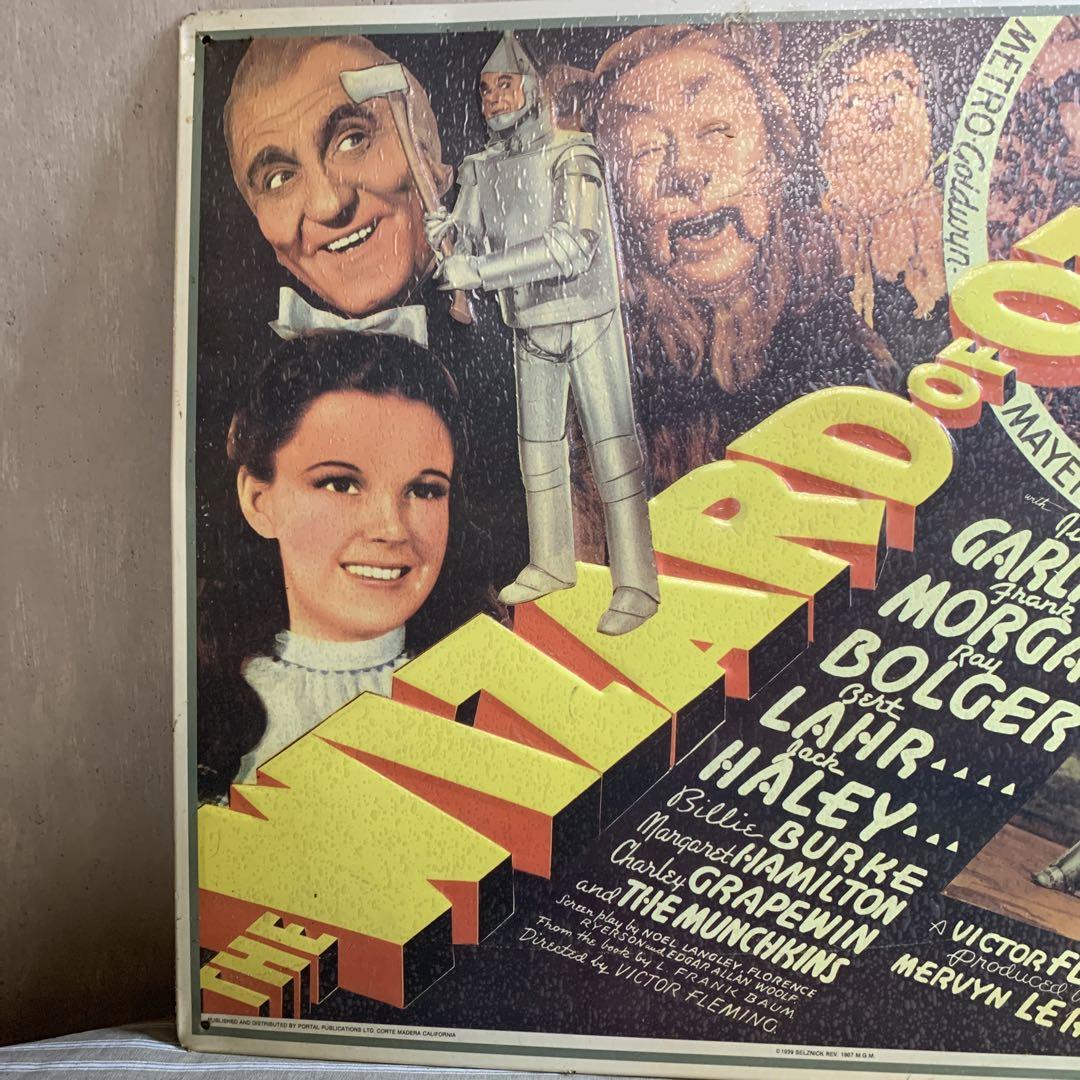 METRO-Goldwyn-
MAYE
THE WIZARD OF O
with
GARL
Frank
MORGA
Ray
BOLGER
Bert
LAHR....
Jack
HALEY...
Billie BURKE
Margaret HAMILTON
Charley GRAPEWIN
and THE MUNCHKINS
Screen play by NOEL LANGLEY, FLORENCE
RYERSON and EDGAR ALLAN WOOLF
From the book by L. FRANK BAUM
Directed by VICTOR FLEMING
A VICTOR FL
Produced
MERVYN LE R
PUBLISHED AND DISTRIBUTED BY PORTAL PUBLICATIONS LTD. CORTE MADERA CALIFORNIA
© 1939 SELZNICK REV. 1967 M.G.M.